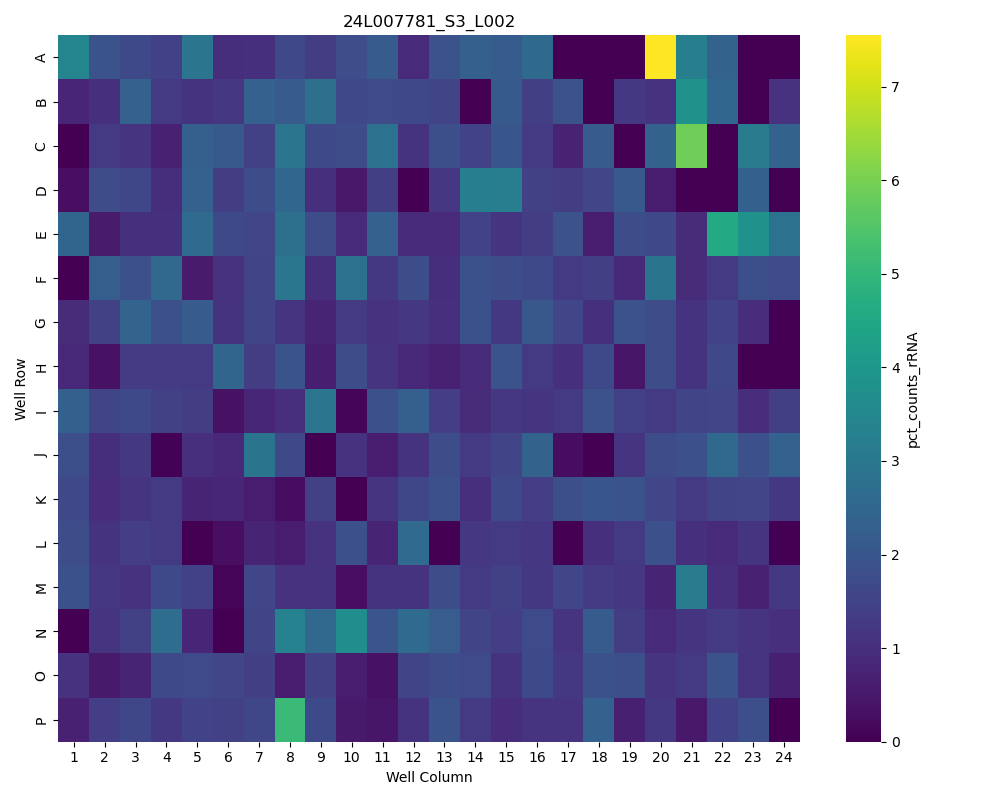 24L007781_S3_L002
Well Row
A
B
C
D
E
F
G
H
I
J
K
L
M
N
O
P
1 2 3 4 5 6 7 8 9 10 11 12 13 14 15 16 17 18 19 20 21 22 23 24
Well Column
7
6
5
4
3
2
1
0
pct_counts_rRNA